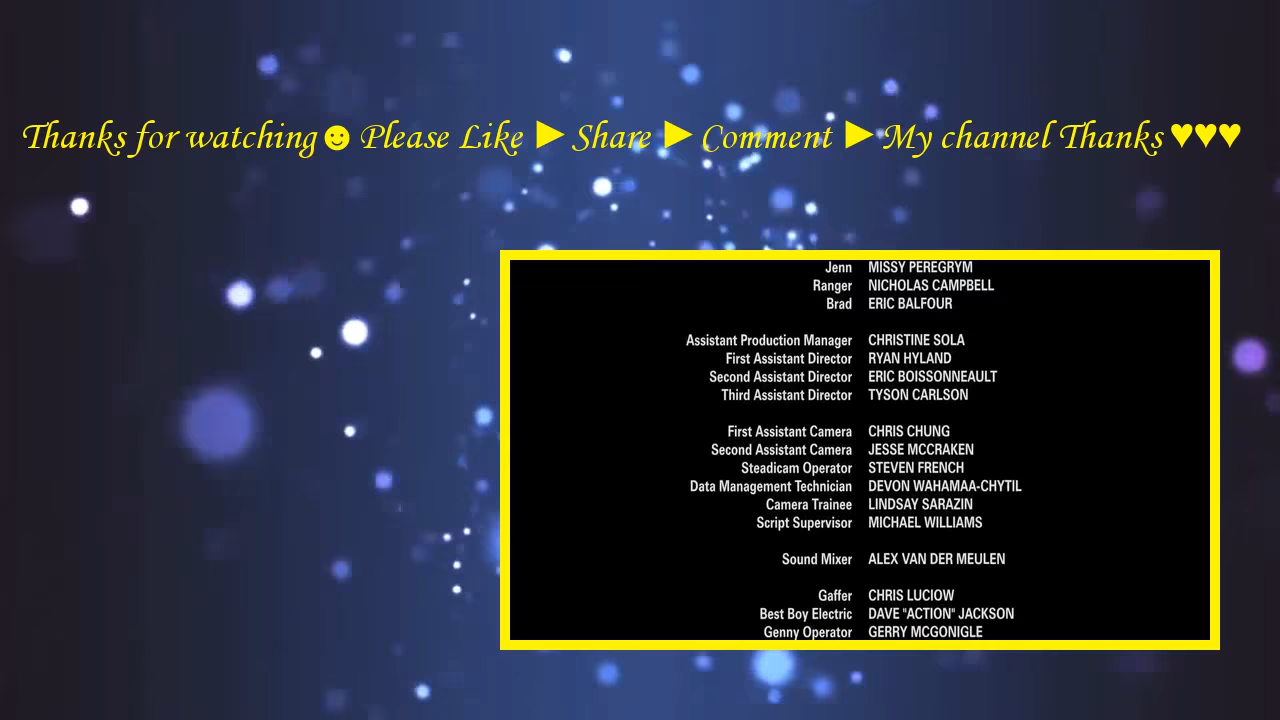 Thanks for watching☻Please Like ►Share ►Comment ►My channel Thanks♥♥♥
Jenn MISSY PEREGRYM
Ranger NICHOLAS CAMPBELL
Brad ERIC BALFOUR
Assistant Production Manager CHRISTINE SOLA
First Assistant Director RYAN HYLAND
Second Assistant Director ERIC BOISSONNEAULT
Third Assistant Director TYSON CARLSON
First Assistant Camera CHRIS CHUNG
Second Assistant Camera JESSE MCCRAKEN
Steadicam Operator STEVEN FRENCH
Data Management Technician DEVON WAHAMAA-CHYTIL
Camera Trainee LINDSAY SARAZIN
Script Supervisor MICHAEL WILLIAMS
Sound Mixer ALEX VAN DER MEULEN
Gaffer CHRIS LUCIOW
Best Boy Electric DAVE "ACTION" JACKSON
Genny Operator GERRY MCGONIGLE